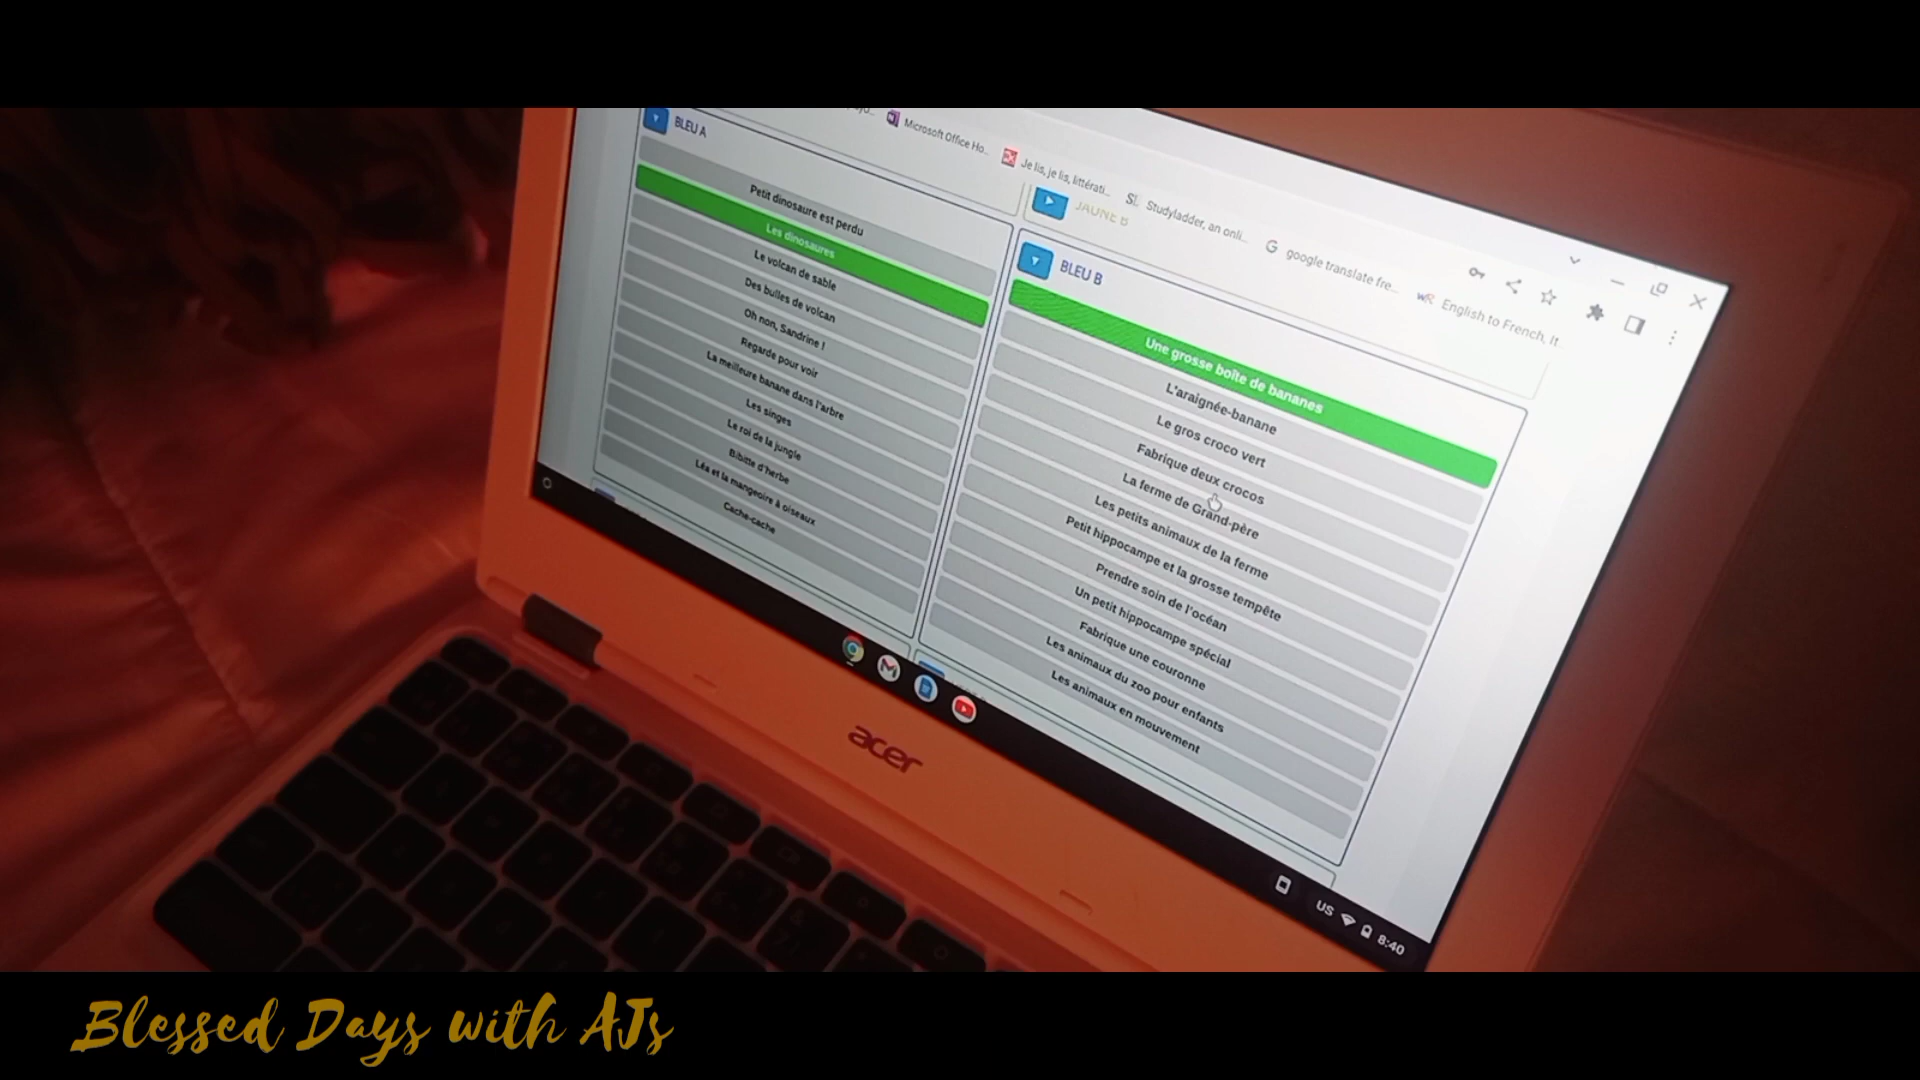 Microsoft Office Ho...
Je lis, je lis, littérati...
SL Studyladder, an onli...
G google translate fre...
WR English to French, It
BLEU A
Petit dinosaure est perdu
Les dinosaures
Le volcan de sable
Des bulles de volcan
Oh non, Sandrine !
Regarde pour voir
La meilleure banane dans l'arbre
Les singes
Le roi de la jungle
Bibitte d'herbe
Léa et la mangeoire à oiseaux
Cache-cache
JAUNE B
BLEU B
Une grosse boîte de bananes
L'araignée-banane
Le gros croco vert
Fabrique deux crocos
La ferme de Grand-père
Les petits animaux de la ferme
Petit hippocampe et la grosse tempête
Prendre soin de l'océan
Un petit hippocampe spécial
Fabrique une couronne
Les animaux du zoo pour enfants
Les animaux en mouvement
US 8:40
acer
Blessed Days with AJs